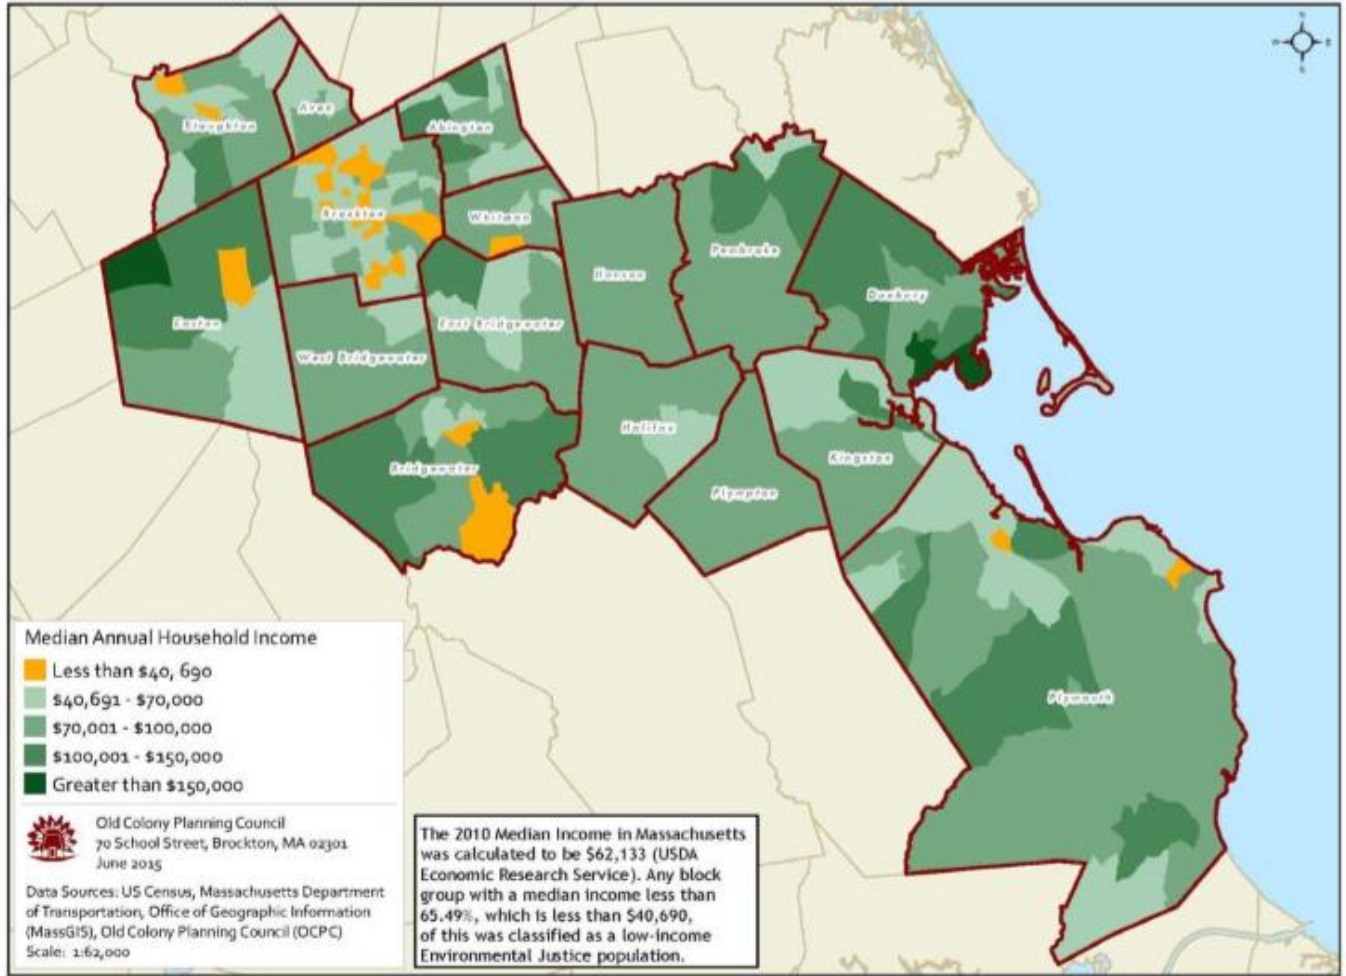 Stoughton
Avon
Abington
Brockton
Whitman
Hanson
Pembroke
Duxbury
Easton
West Bridgewater
East Bridgewater
Bridgewater
Halifax
Plympton
Kingston
Plymouth
Median Annual Household Income
Less than $40, 690
$40,691 - $70,000
$70,001 - $100,000
$100,001 - $150,000
Greater than $150,000
Old Colony Planning Council
70 School Street, Brockton, MA 02301
June 2015
Data Sources: US Census, Massachusetts Department
of Transportation, Office of Geographic Information
(MassGIS), Old Colony Planning Council (OCPC)
Scale: 1:62,000
The 2010 Median Income in Massachusetts
was calculated to be $62,133 (USDA
Economic Research Service). Any block
group with a median income less than
65.49%, which is less than $40,690,
of this was classified as a low-income
Environmental Justice population.